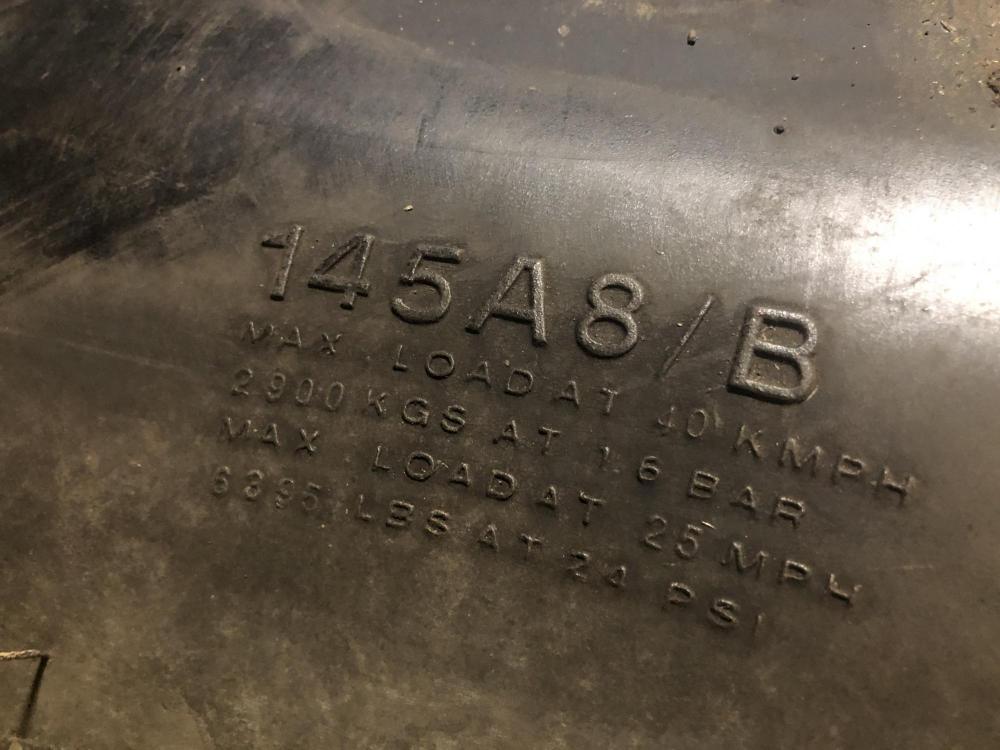 145A8/B
MAX LOAD AT 40 KMPH
2900 KGS AT 1.6 BAR
MAX LOAD AT 25 MPH
6395 LBS AT 24 PSI